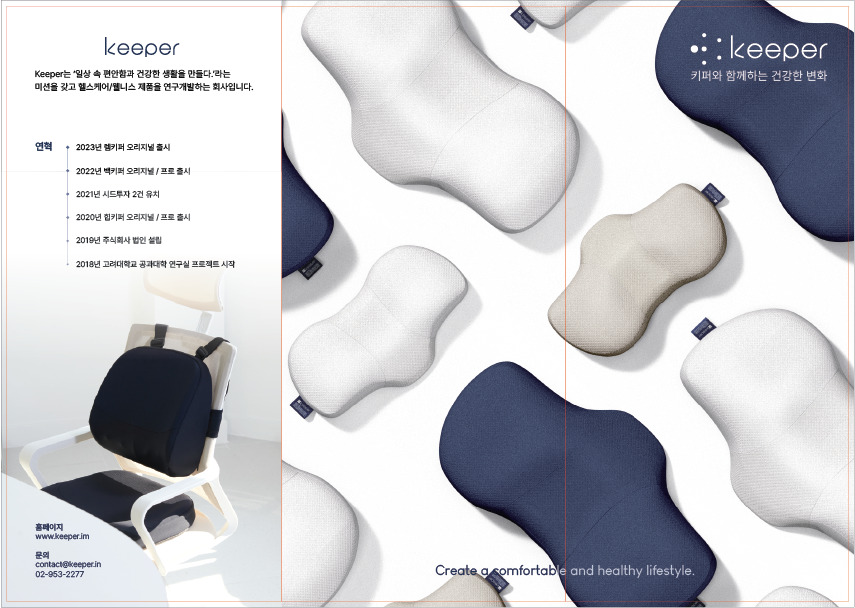 keeper
Keeper는 '일상 속 편안함과 건강한 생활을 만들다.'라는
미션을 갖고 헬스케어/웰니스 제품을 연구개발하는 회사입니다.
연혁
2023년 템키퍼 오리지널 출시
2022년 백키퍼 오리지널 / 프로 출시
2021년 시드투자 2건 유치
2020년 힙키퍼 오리지널 / 프로 출시
2019년 주식회사 법인 설립
2018년 고려대학교 공과대학 연구실 프로젝트 시작
홈페이지
www.keeper.im
문의
contact@keeper.in
02-953-2277
keeper
키퍼와 함께하는 건강한 변화
Create a comfortable and healthy lifestyle.